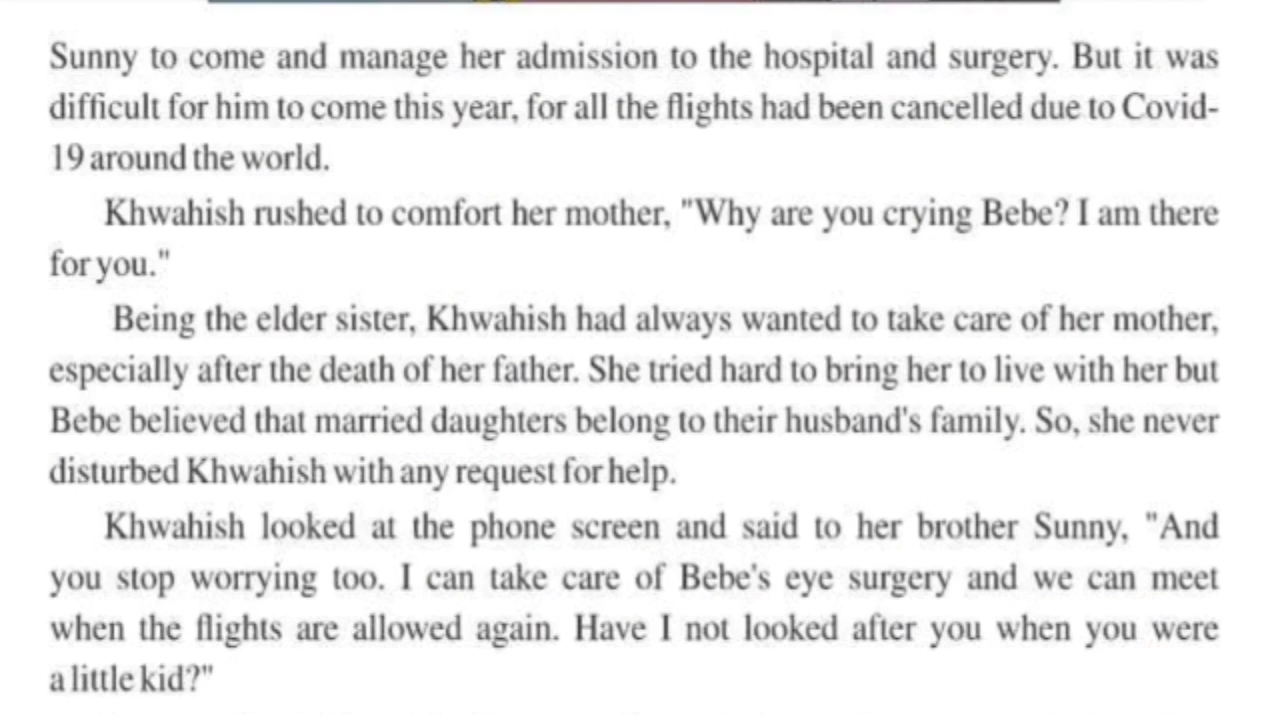 Sunny to come and manage her admission to the hospital and surgery. But it was
difficult for him to come this year, for all the flights had been cancelled due to Covid-
19 around the world.
Khwahish rushed to comfort her mother, "Why are you crying Bebe? I am there
for you."
Being the elder sister, Khwahish had always wanted to take care of her mother,
especially after the death of her father. She tried hard to bring her to live with her but
Bebe believed that married daughters belong to their husband's family. So, she never
disturbed Khwahish with any request for help.
Khwahish looked at the phone screen and said to her brother Sunny, "And
you stop worrying too. I can take care of Bebe's eye surgery and we can meet
when the flights are allowed again. Have I not looked after you when you were
a little kid?"